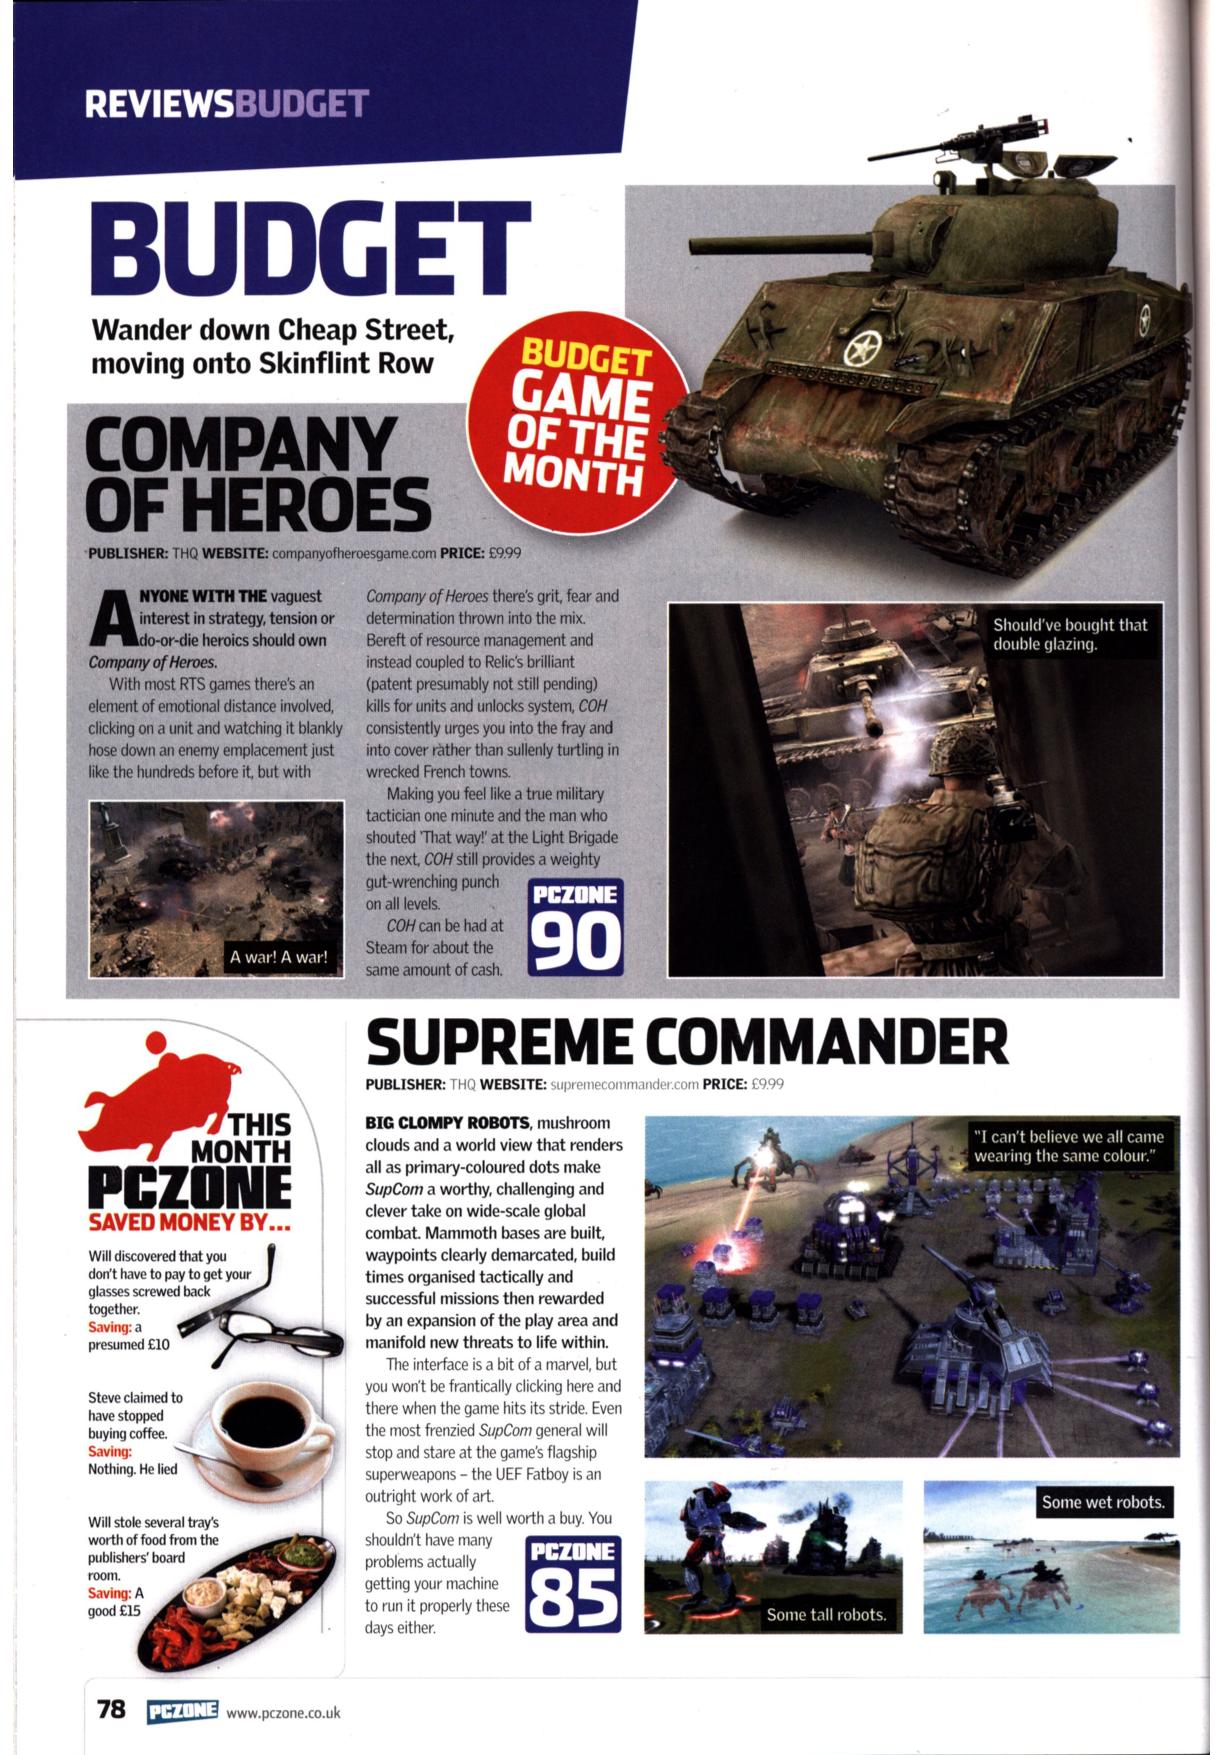 REVIEWSBUDGET
BUDGET
Wander down Cheap Street,
moving onto Skinflint Row
BUDGET
GAME
OF THE
MONTH
COMPANY
OF HEROES
PUBLISHER: THQ WEBSITE: companyofheroesgame.com PRICE: £9.99
ANYONE WITH THE vaguest
interest in strategy, tension or
do-or-die heroics should own
Company of Heroes.
With most RTS games there's an
element of emotional distance involved,
clicking on a unit and watching it blankly
hose down an enemy emplacement just
like the hundreds before it, but with
A war! A war!
Company of Heroes there's grit, fear and
determination thrown into the mix.
Bereft of resource management and
instead coupled to Relic's brilliant
(patent presumably not still pending)
kills for units and unlocks system, COH
consistently urges you into the fray and
into cover rather than sullenly turtling in
wrecked French towns.
Making you feel like a true military
tactician one minute and the man who
shouted 'That way!' at the Light Brigade
the next, COH still provides a weighty
gut-wrenching punch
on all levels.
COH can be had at
Steam for about the
same amount of cash.
PCZONE
90
Should've bought that
double glazing.
THIS
MONTH
PCZONE
SAVED MONEY BY...
Will discovered that you
don't have to pay to get your
glasses screwed back
together.
Saving: a
presumed £10
Steve claimed to
have stopped
buying coffee.
Saving:
Nothing. He lied
Will stole several tray's
worth of food from the
publishers' board
room.
Saving: A
good £15
SUPREME COMMANDER
PUBLISHER: THQ WEBSITE: supremecommander.com PRICE: £9.99
BIG CLOMPY ROBOTS, mushroom
clouds and a world view that renders
all as primary-coloured dots make
SupCom a worthy, challenging and
clever take on wide-scale global
combat. Mammoth bases are built,
waypoints clearly demarcated, build
times organised tactically and
successful missions then rewarded
by an expansion of the play area and
manifold new threats to life within.
The interface is a bit of a marvel, but
you won't be frantically clicking here and
there when the game hits its stride. Even
the most frenzied SupCom general will
stop and stare at the game's flagship
superweapons – the UEF Fatboy is an
outright work of art.
So SupCom is well worth a buy. You
shouldn't have many
problems actually
getting your machine
to run it properly these
days either.
PCZONE
85
"I can't believe we all came
wearing the same colour."
Some tall robots.
Some wet robots.
78 PCZONE www.pczone.co.uk